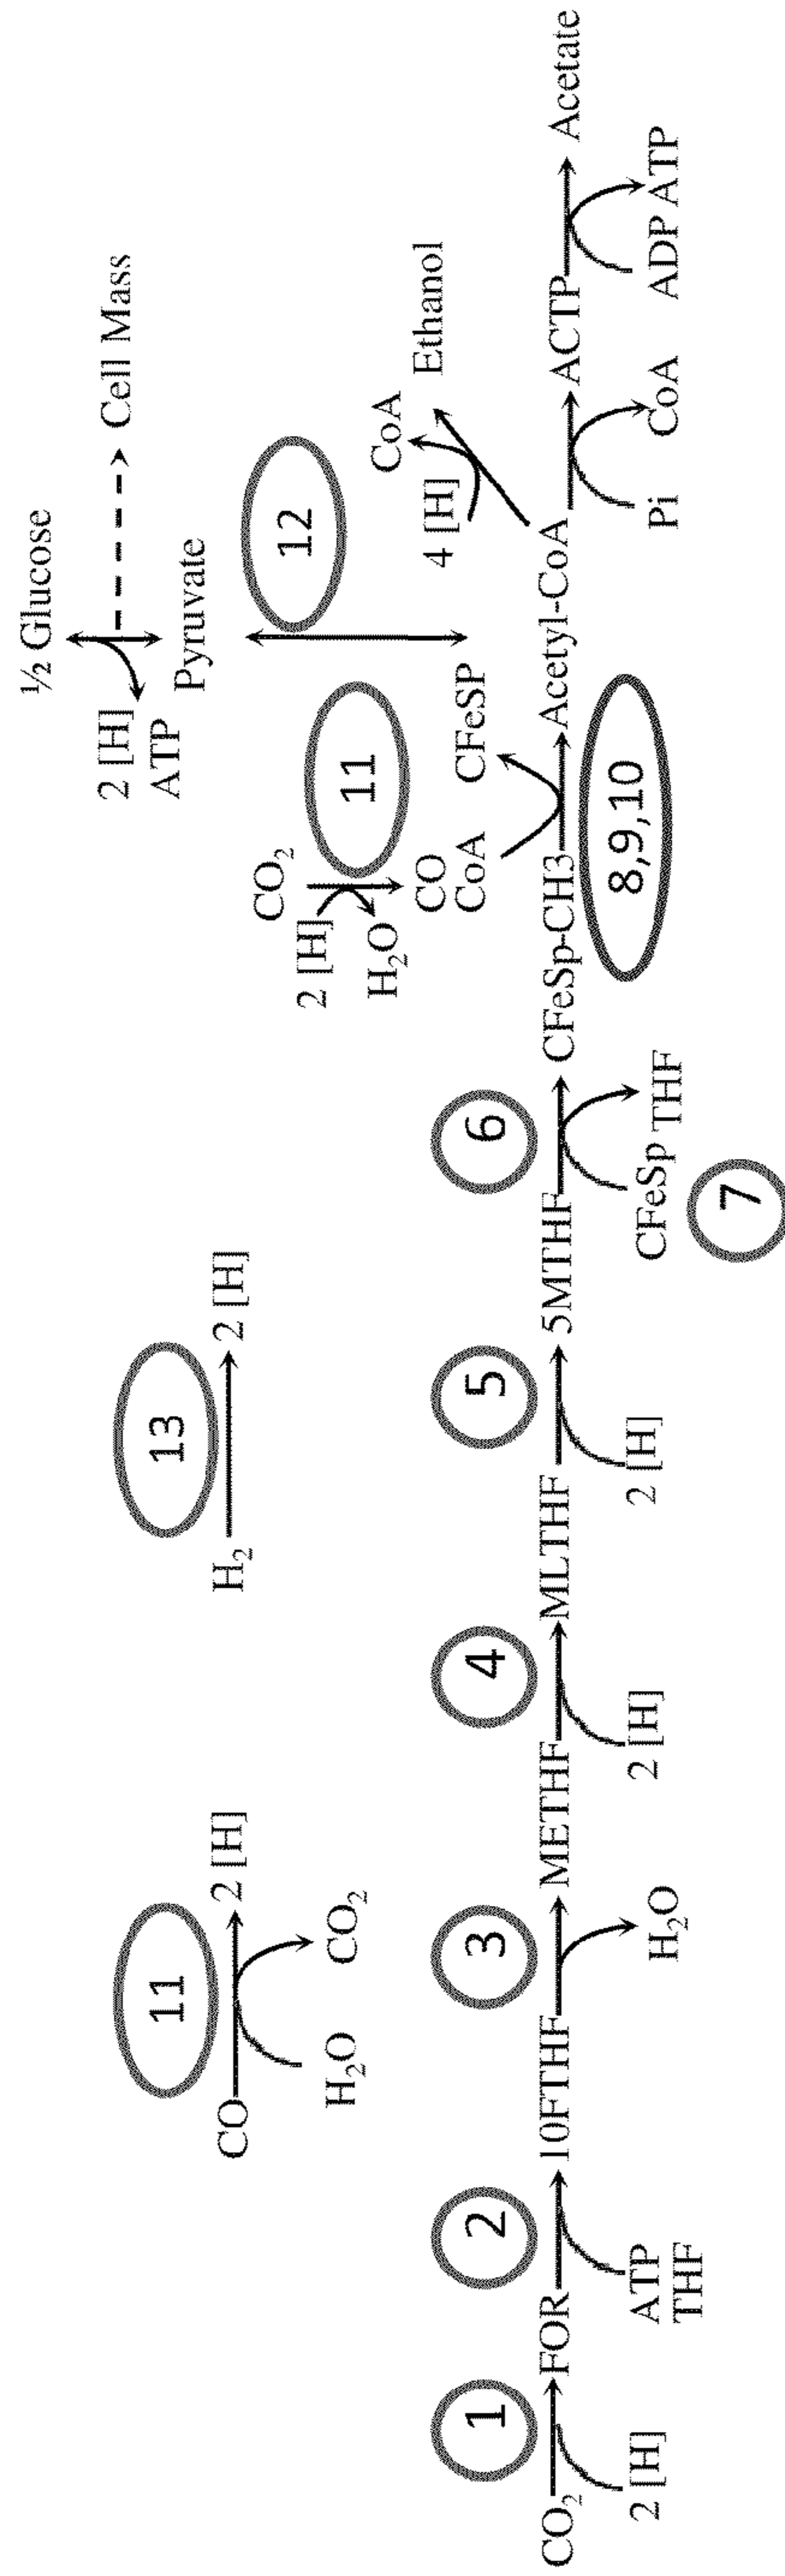 ½ Glucose
2 [H]
ATP
Cell Mass
Pyruvate
12
13
H2
2 [H]
11
CO
2 [H]
H2O
CO2
CO2
2 [H]
H2O
11
CO
CoA
CFeSP
4 [H]
CoA
Ethanol
1
2
3
4
5
6
CO2
FOR
10FTHF
METHF
MLTHF
5MTHF
CFeSp-CH3
Acetyl-CoA
ACTP
Acetate
2 [H]
ATP
THF
H2O
2 [H]
2 [H]
CFeSp
THF
7
8,9,10
Pi
CoA
ADP
ATP